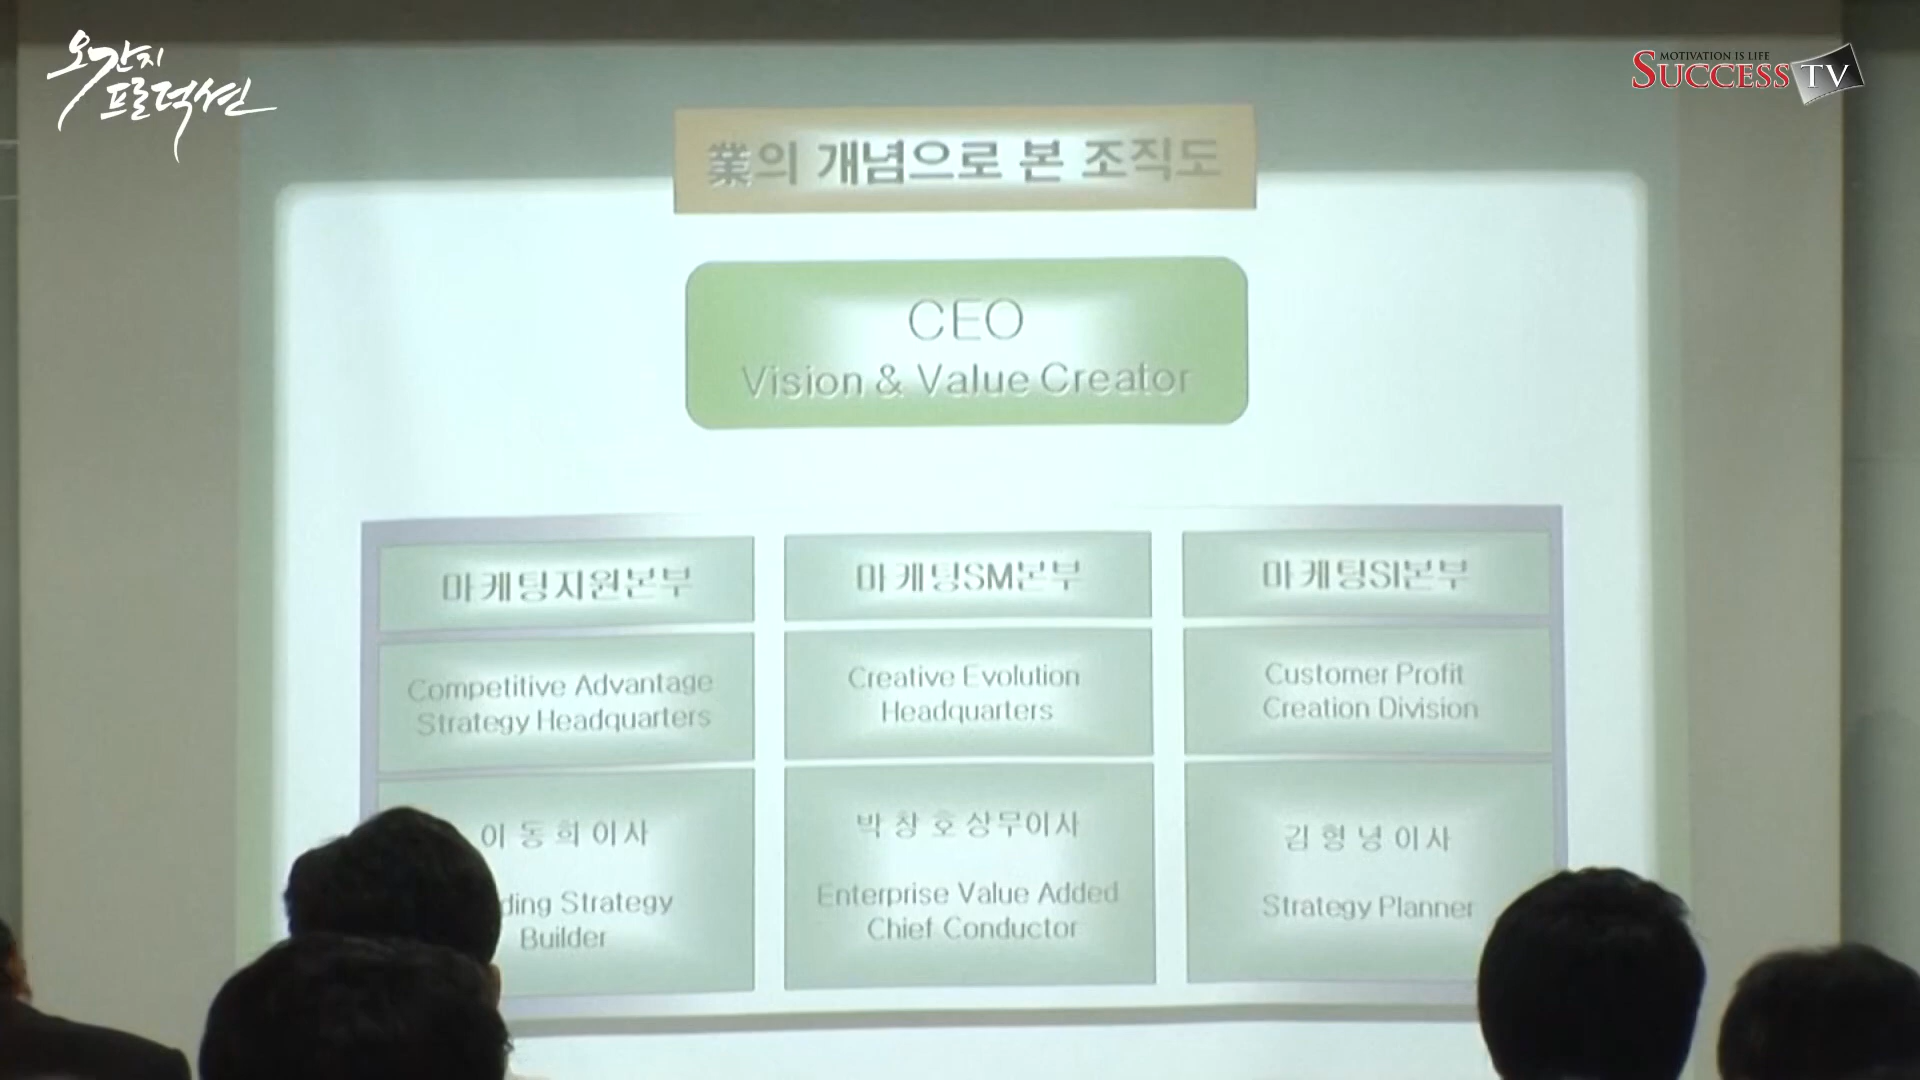 오간지
프로덕션
MOTIVATION IS LIFE
SUCCESS TV
業의 개념으로 본 조직도
CEO
Vision & Value Creator
마케팅지원본부
Competitive Advantage
Strategy Headquarters
이 동 희 이사
Strategy
Builder
마케팅SM본부
Creative Evolution
Headquarters
박 창 호 상무이사
Enterprise Value Added
Chief Conductor
마케팅SI본부
Customer Profit
Creation Division
김 형 녕 이사
Strategy Planner